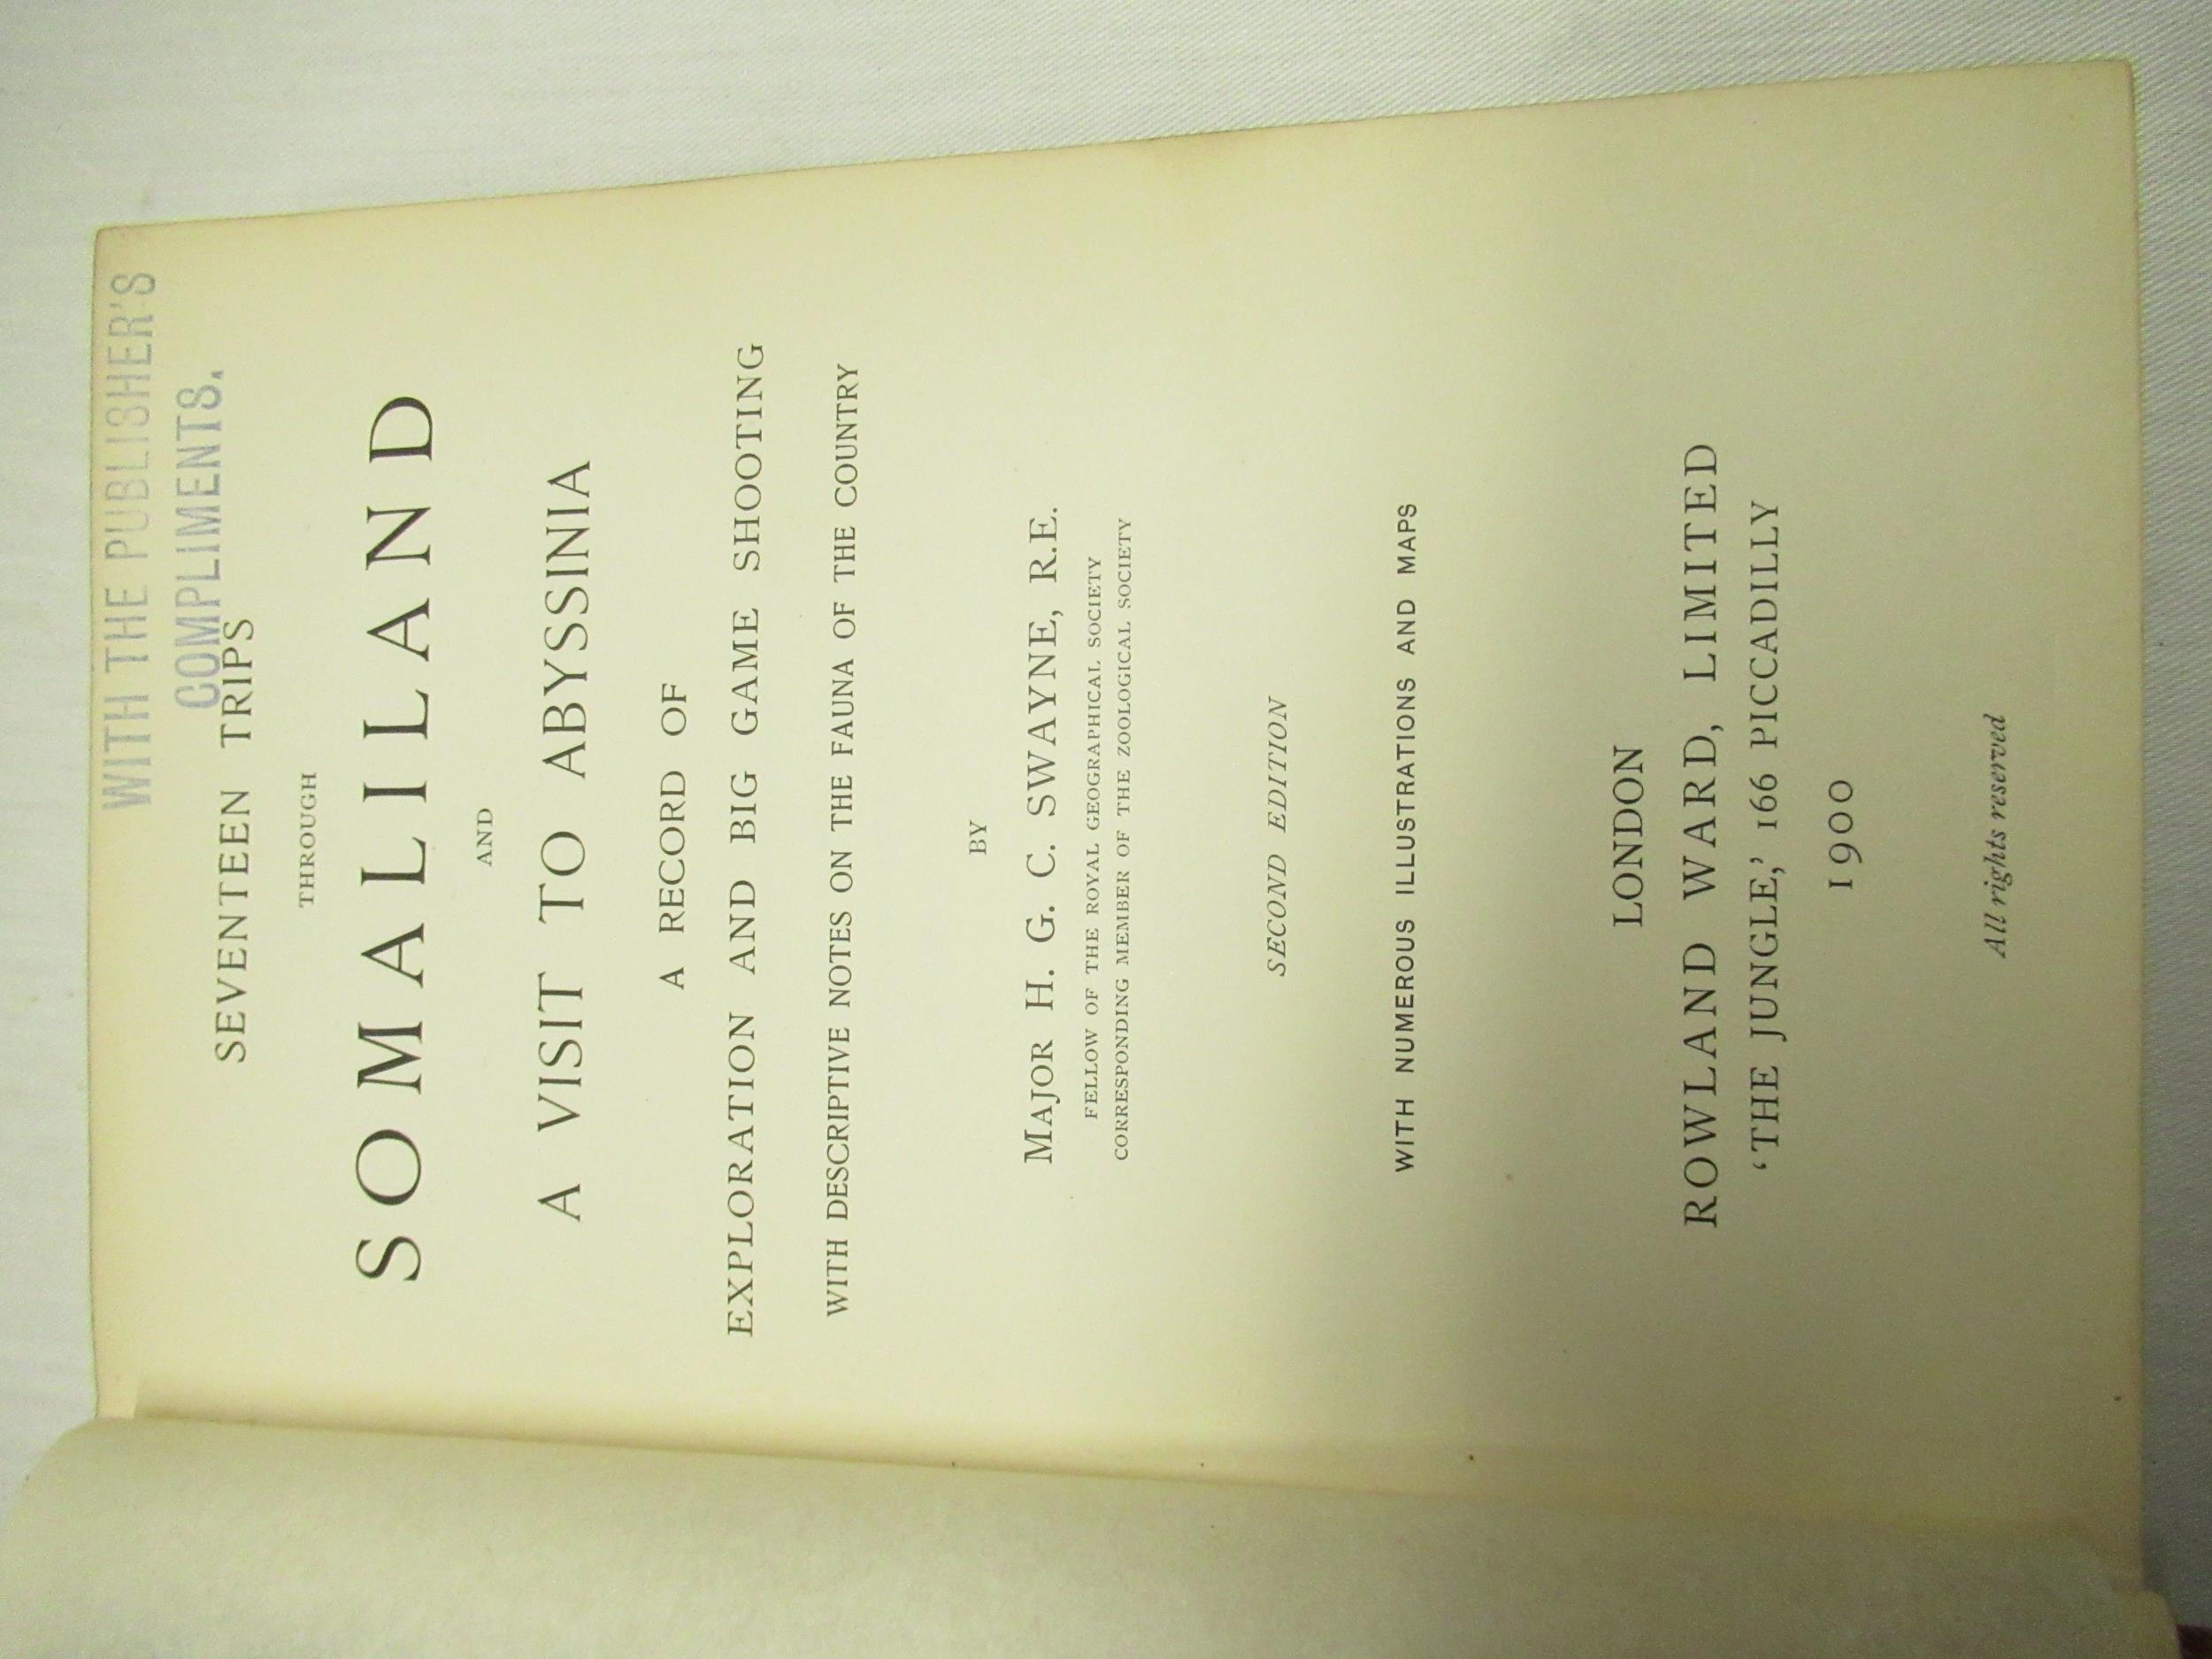 WITH THE PUBLISHER'S
COMPLIMENTS.
SEVENTEEN TRIPS
THROUGH
SOMALILAND
AND
A VISIT TO ABYSSINIA
A RECORD OF
EXPLORATION AND BIG GAME SHOOTING
WITH DESCRIPTIVE NOTES ON THE FAUNA OF THE COUNTRY
BY
MAJOR H. G. C. SWAYNE, R.E.
FELLOW OF THE ROYAL GEOGRAPHICAL SOCIETY
CORRESPONDING MEMBER OF THE ZOOLOGICAL SOCIETY
SECOND EDITION
WITH NUMEROUS ILLUSTRATIONS AND MAPS
LONDON
ROWLAND WARD, LIMITED
'THE JUNGLE,' 166 PICCADILLY
1900
All rights reserved